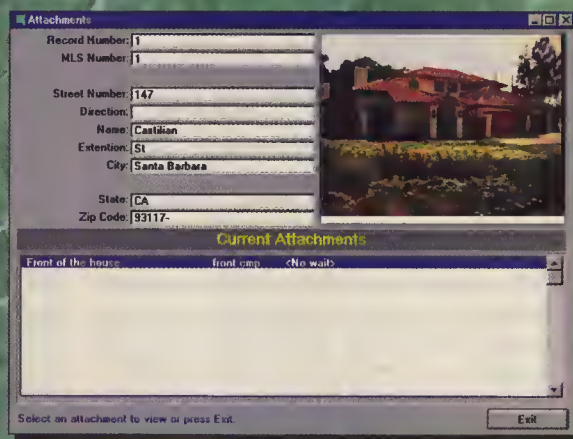 Attachments
Record Number: 1
MLS Number: 1
Street Number: 147
Direction:
Name: Castilian
Extention: St
City: Santa Barbara
State: CA
Zip Code: 93117-
Current Attachments
Front of the house front.cmp <No wait>
Select an attachment to view or press Exit.
Exit